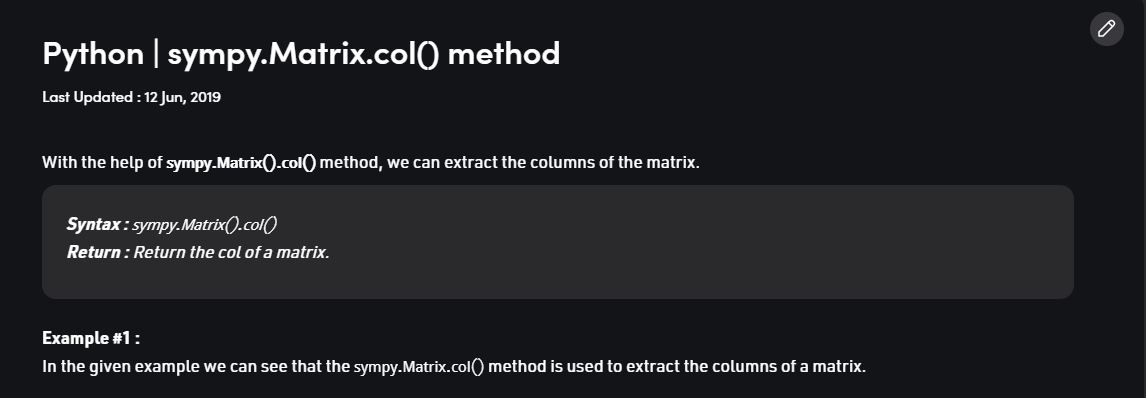 Python | sympy.Matrix.col() method
Last Updated : 12 Jun, 2019
With the help of sympy.Matrix().col() method, we can extract the columns of the matrix.
Syntax : sympy.Matrix().col()
Return : Return the col of a matrix.
Example #1 :
In the given example we can see that the sympy.Matrix.col() method is used to extract the columns of a matrix.